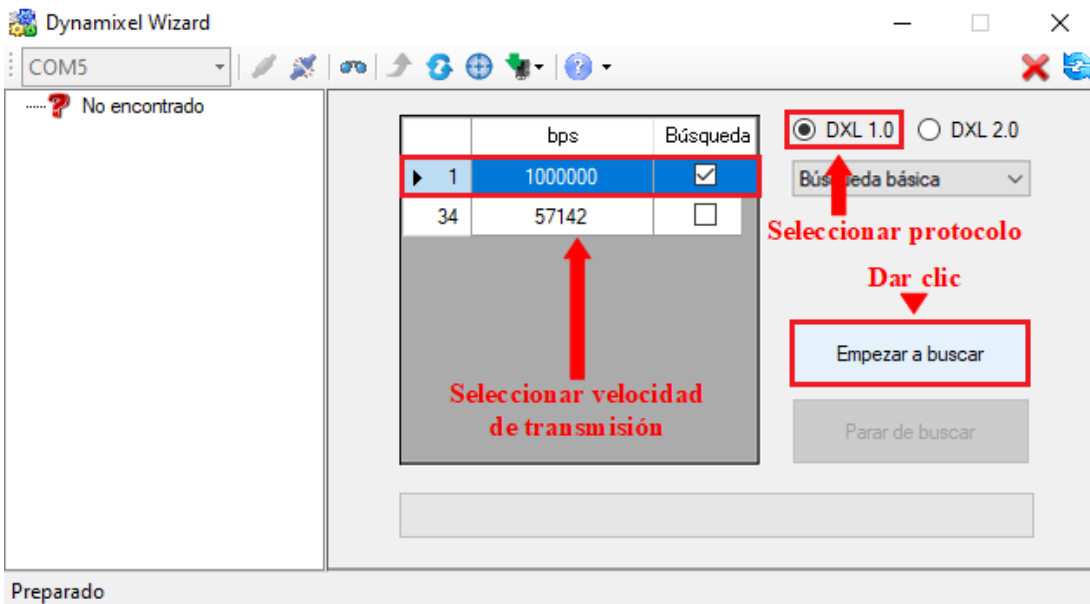 Dynamixel Wizard
COM5
No encontrado
bps Búsqueda
1 1000000
34 57142
DXL 1.0 DXL 2.0
Búsqueda básica
Seleccionar protocolo
Dar clic
Empezar a buscar
Seleccionar velocidad
de transmisión
Parar de buscar
Preparado